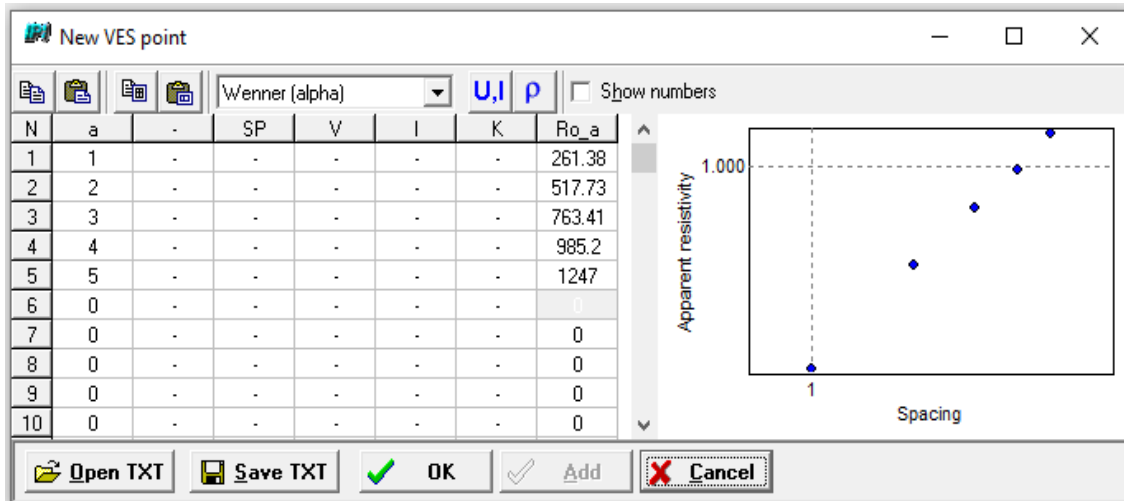 IPI New VES point
Wenner (alpha) U,I ρ Show numbers
N a - SP V I K Ro_a
1 1 - - - - - 261.38
2 2 - - - - - 517.73
3 3 - - - - - 763.41
4 4 - - - - - 985.2
5 5 - - - - - 1247
6 0 - - - - - 0
7 0 - - - - - 0
8 0 - - - - - 0
9 0 - - - - - 0
10 0 - - - - - 0
Apparent resistivity
1.000
1
Spacing
Open TXT Save TXT OK Add Cancel